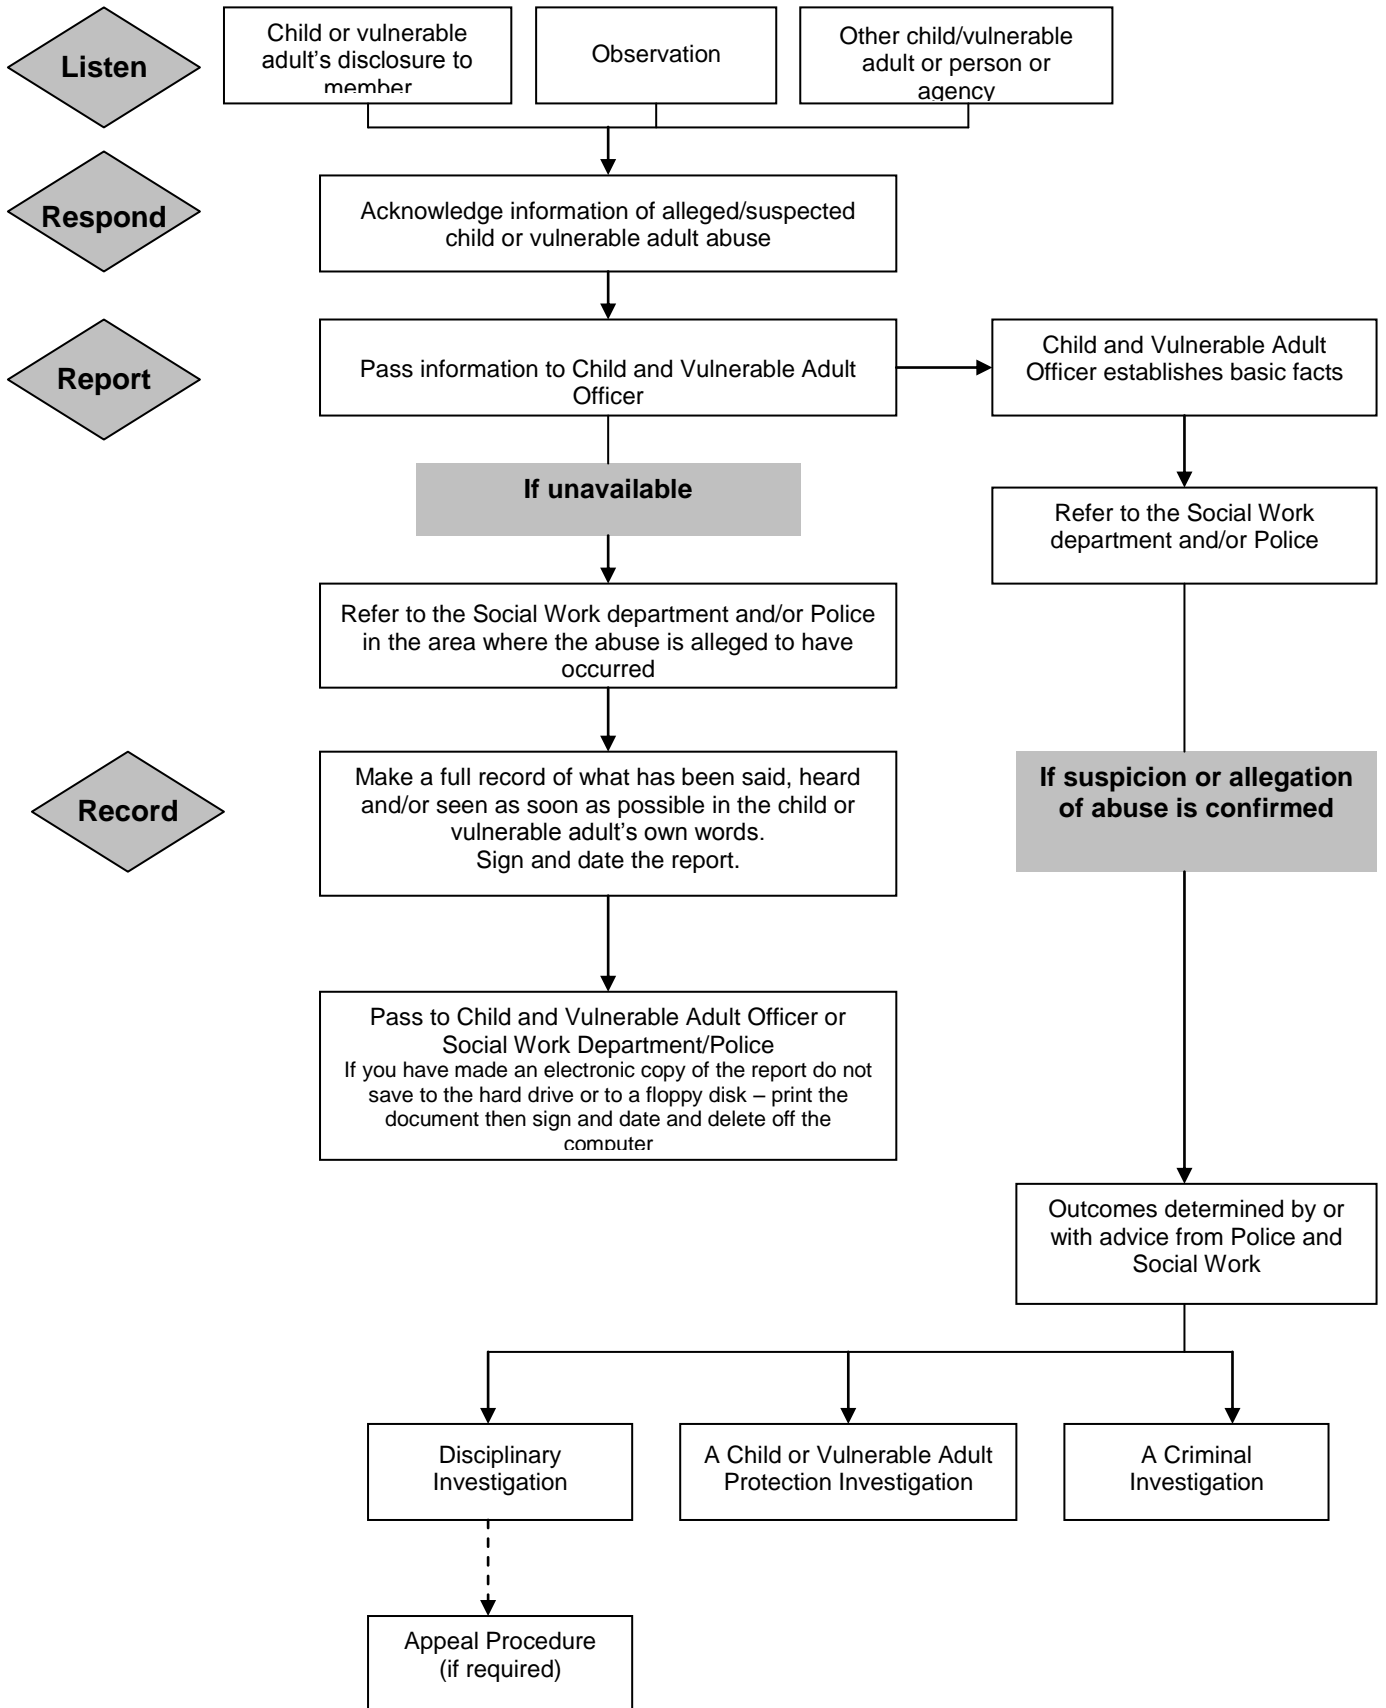 Listen
Child or vulnerable
adult's disclosure to
member
Observation
Other child/vulnerable
adult or person or
agency
Respond
Acknowledge information of alleged/suspected
child or vulnerable adult abuse
Report
Pass information to Child and Vulnerable Adult
Officer
Child and Vulnerable Adult
Officer establishes basic facts
If unavailable
Refer to the Social Work
department and/or Police
Refer to the Social Work department and/or Police
in the area where the abuse is alleged to have
occurred
Record
Make a full record of what has been said, heard
and/or seen as soon as possible in the child or
vulnerable adult's own words.
Sign and date the report.
If suspicion or allegation
of abuse is confirmed
Pass to Child and Vulnerable Adult Officer or
Social Work Department/Police
If you have made an electronic copy of the report do not
save to the hard drive or to a floppy disk – print the
document then sign and date and delete off the
computer
Outcomes determined by or
with advice from Police and
Social Work
Disciplinary
Investigation
A Child or Vulnerable Adult
Protection Investigation
A Criminal
Investigation
Appeal Procedure
(if required)